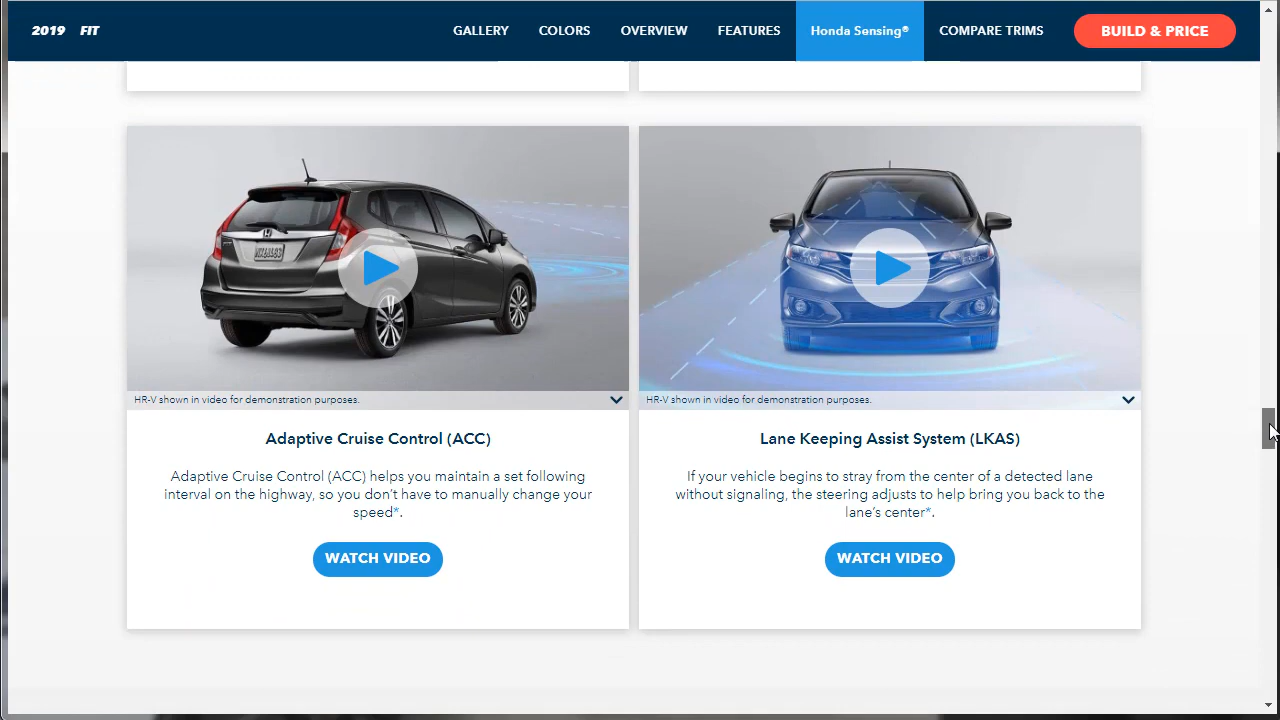 2019 FIT
GALLERY
COLORS
OVERVIEW
FEATURES
Honda Sensing®
COMPARE TRIMS
BUILD & PRICE
HR-V shown in video for demonstration purposes.
Adaptive Cruise Control (ACC)
Adaptive Cruise Control (ACC) helps you maintain a set following
interval on the highway, so you don't have to manually change your
speed*.
WATCH VIDEO
HR-V shown in video for demonstration purposes.
Lane Keeping Assist System (LKAS)
If your vehicle begins to stray from the center of a detected lane
without signaling, the steering adjusts to help bring you back to the
lane's center*.
WATCH VIDEO